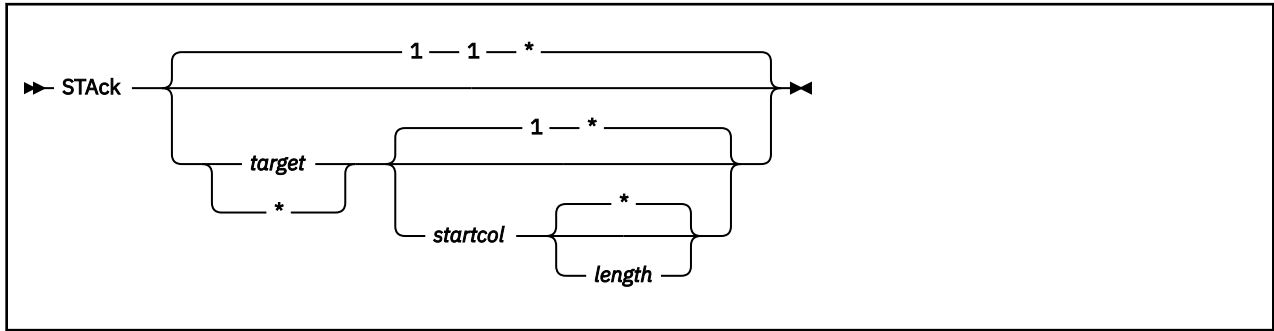 1 1 *
STAck
1 *
target
*
*
startcol
length